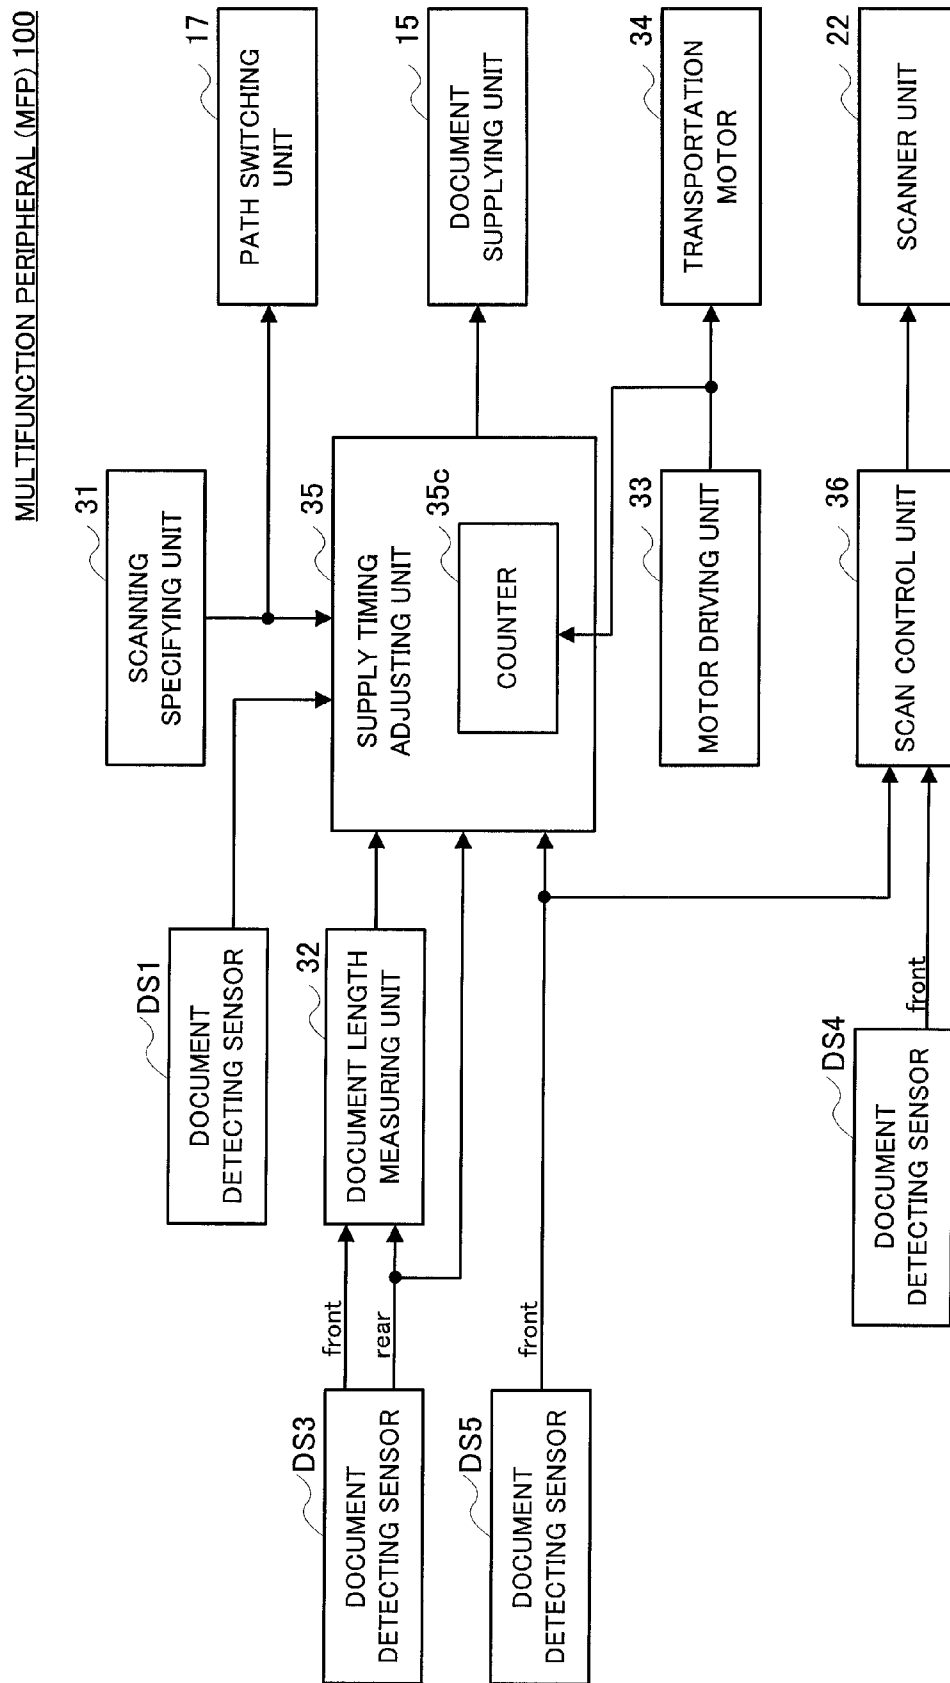 MULTIFUNCTION PERIPHERAL (MFP) 100
DS3
DOCUMENT
DETECTING SENSOR
front
rear
DS5
DOCUMENT
DETECTING SENSOR
front
DS1
DOCUMENT
DETECTING SENSOR
32
DOCUMENT LENGTH
MEASURING UNIT
DS4
DOCUMENT
DETECTING SENSOR
front
31
SCANNING
SPECIFYING UNIT
35
SUPPLY TIMING
ADJUSTING UNIT
35c
COUNTER
33
MOTOR DRIVING UNIT
36
SCAN CONTROL UNIT
17
PATH SWITCHING
UNIT
15
DOCUMENT
SUPPLYING UNIT
34
TRANSPORTATION
MOTOR
22
SCANNER UNIT